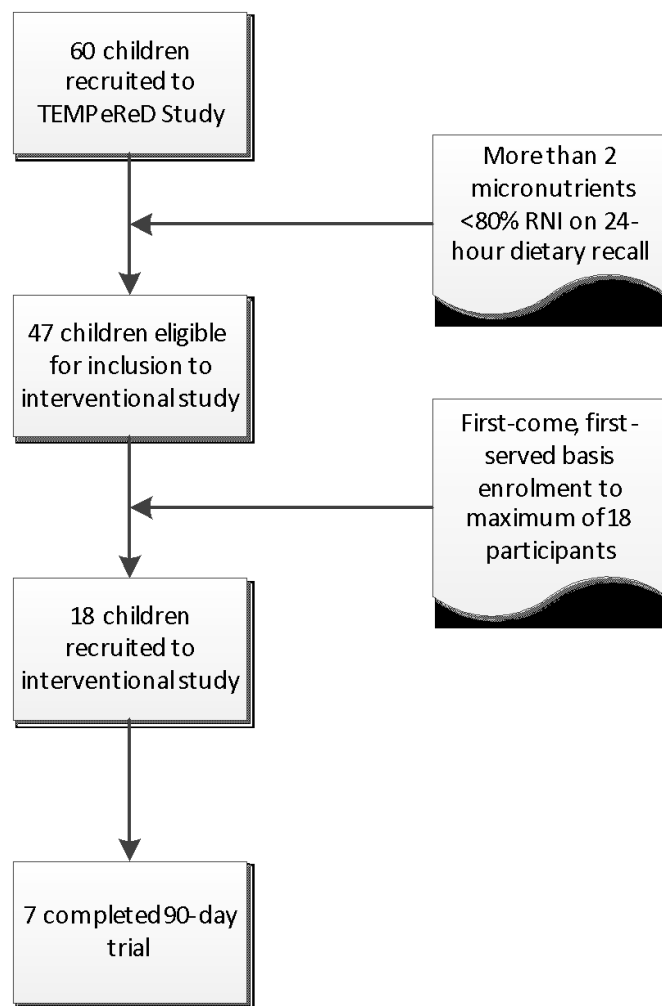 60 children
recruited to
TEMPeReD Study
More than 2
micronutrients
<80% RNI on 24-
hour dietary recall
47 children eligible
for inclusion to
interventional study
First-come, first-
served basis
enrolment to
maximum of 18
participants
18 children
recruited to
interventional study
7 completed 90-day
trial